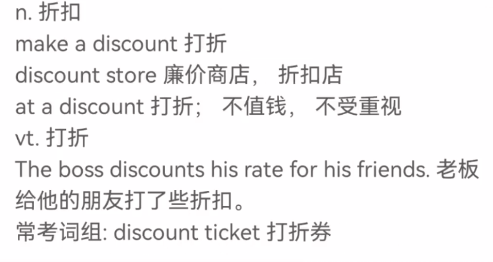 n. 折扣
make a discount 打折
discount store 廉价商店， 折扣店
at a discount 打折； 不值钱， 不受重视
vt. 打折
The boss discounts his rate for his friends. 老板
给他的朋友打了些折扣。
常考词组: discount ticket 打折券